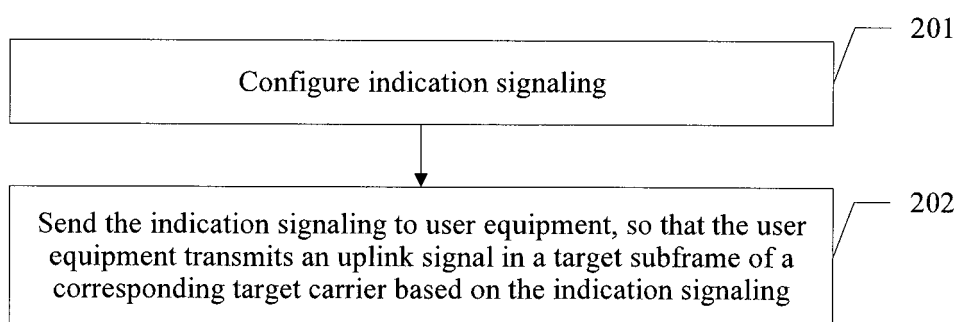 201
Configure indication signaling
202
Send the indication signaling to user equipment, so that the user
equipment transmits an uplink signal in a target subframe of a
corresponding target carrier based on the indication signaling